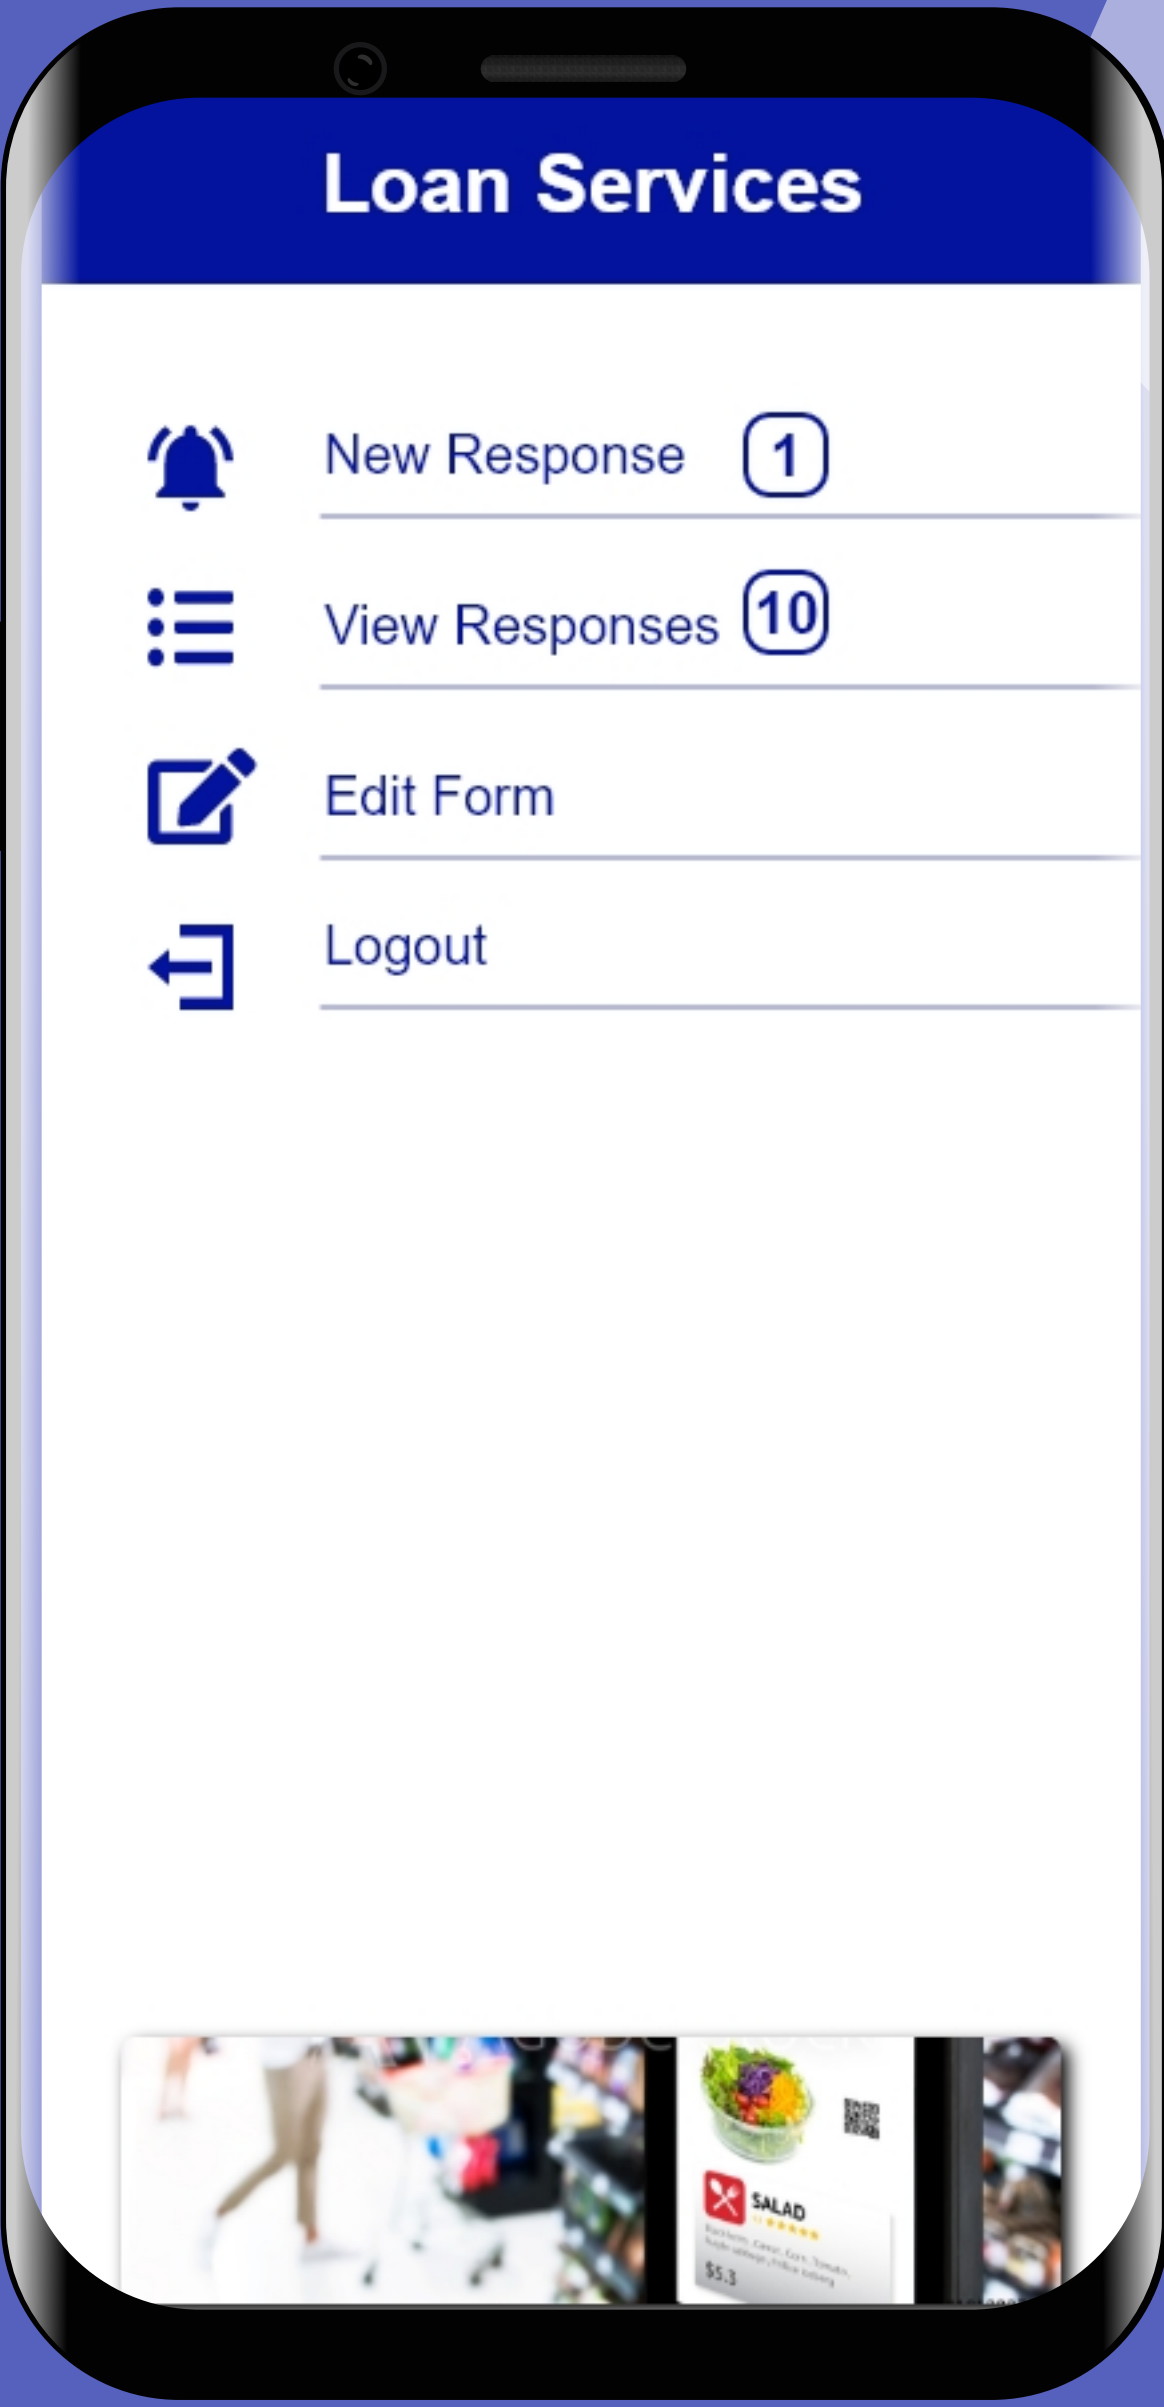 Loan Services
New Response 1
View Responses 10
Edit Form
Logout
SALAD
$5.3